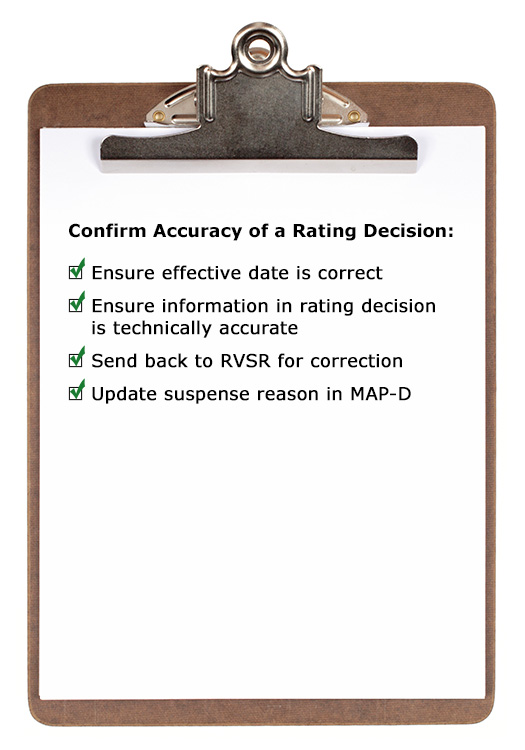 Confirm Accuracy of a Rating Decision:
Ensure effective date is correct
Ensure information in rating decision
is technically accurate
Send back to RVSR for correction
Update suspense reason in MAP-D